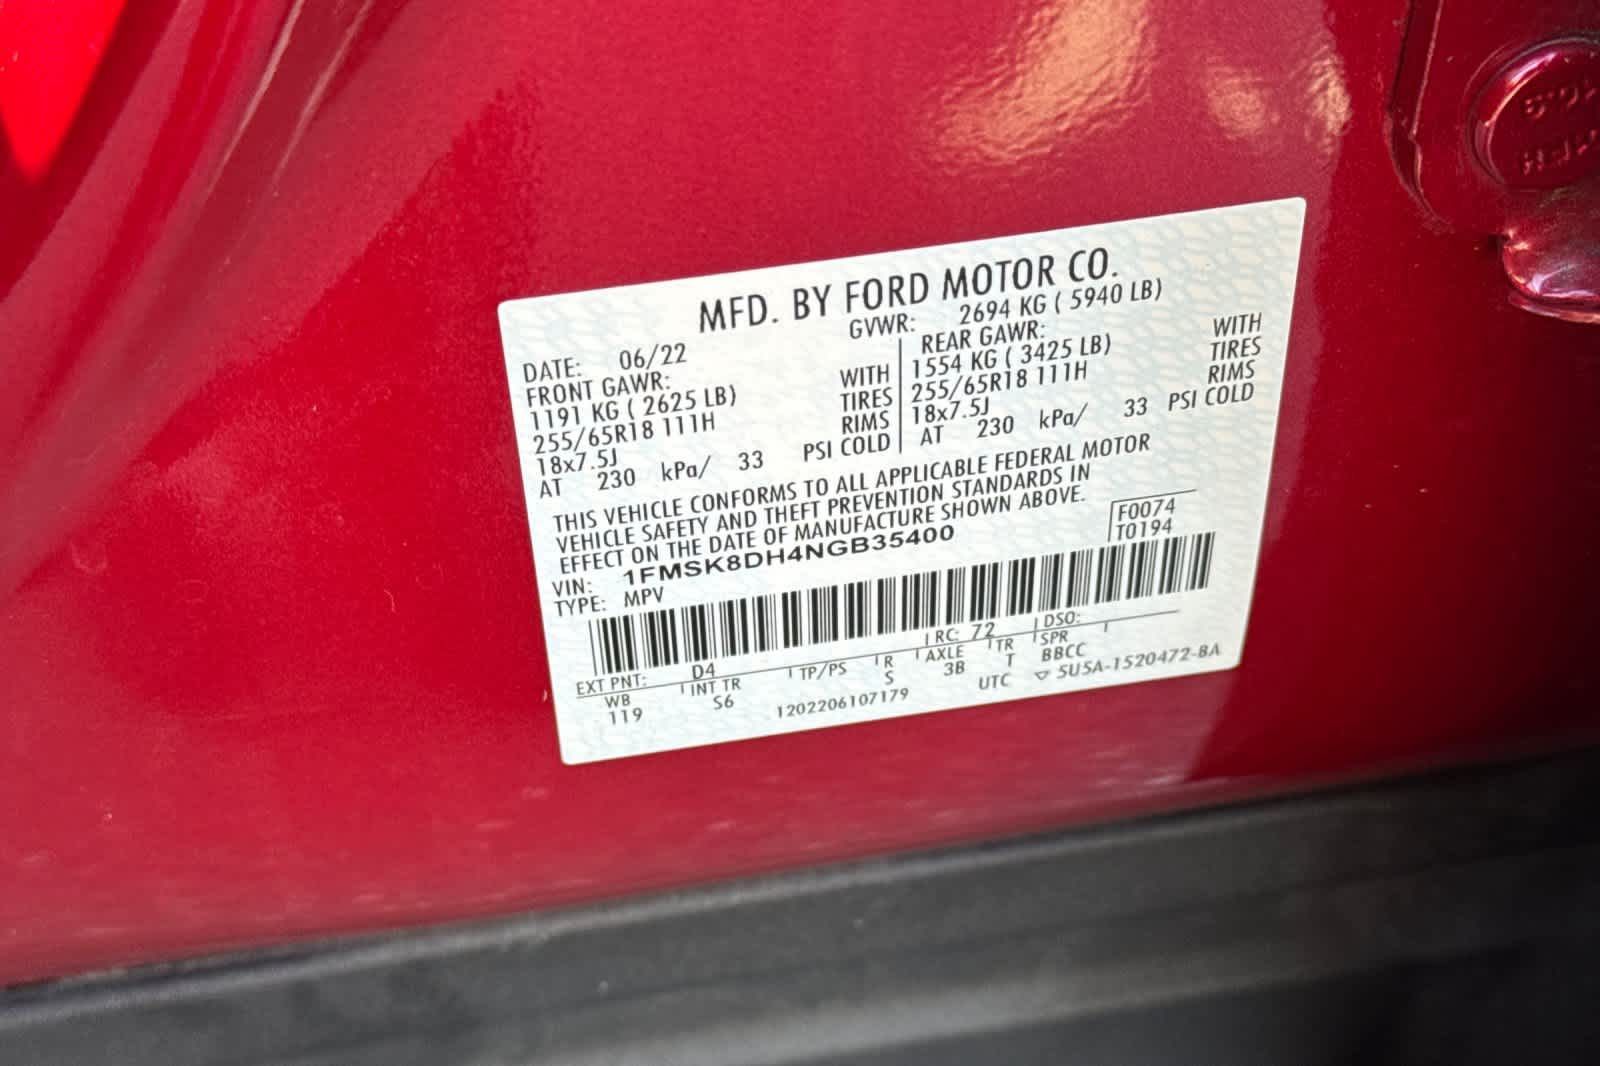 MFD. BY FORD MOTOR CO.
DATE: 06/22 GVWR: 2694 KG ( 5940 LB)
FRONT GAWR: REAR GAWR:
1191 KG ( 2625 LB) WITH 1554 KG ( 3425 LB) WITH
255/65R18 111H TIRES 255/65R18 111H TIRES
18x7.5J RIMS 18x7.5J RIMS
AT 230 kPa/ 33 PSI COLD AT 230 kPa/ 33 PSI COLD
THIS VEHICLE CONFORMS TO ALL APPLICABLE FEDERAL MOTOR
VEHICLE SAFETY AND THEFT PREVENTION STANDARDS IN
EFFECT ON THE DATE OF MANUFACTURE SHOWN ABOVE.
F0074
T0194
VIN: 1FMSK8DH4NGB35400
TYPE: MPV
EXT PNT: D4 RC: 72 DSO:
WB INT TR TP/PS R AXLE TR SPR
119 S6 S 3B T BBCC
1202206107179 UTC ▽ 5U5A-1520472-BA